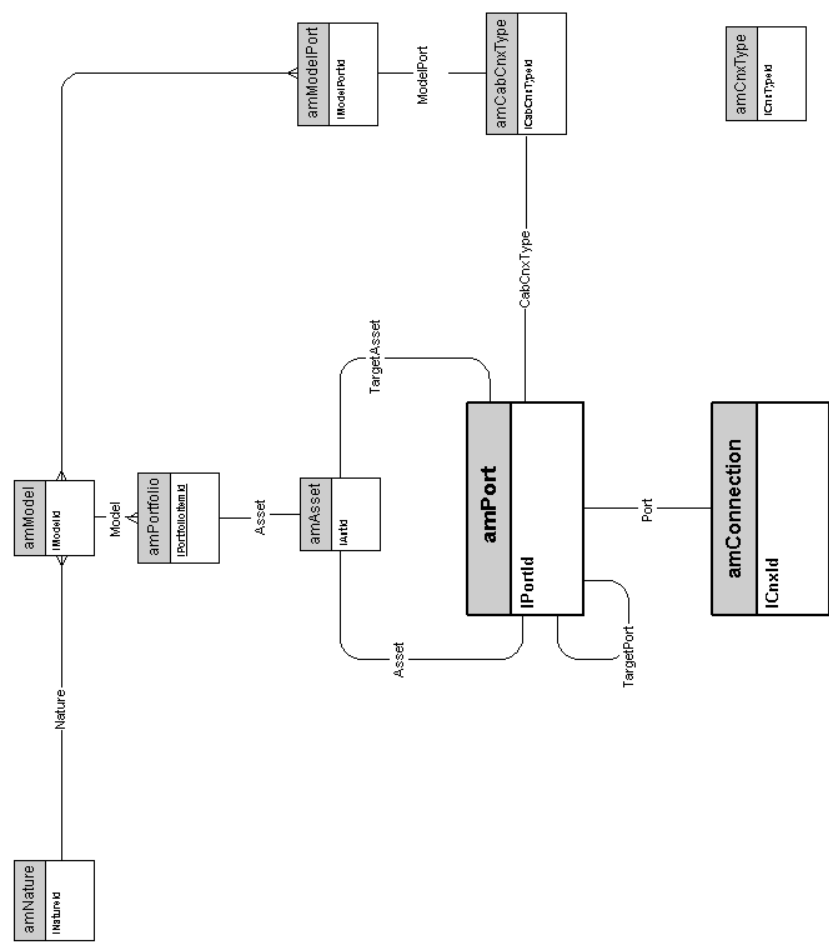 amNature
lNatureId
Nature
amModel
lModelId
Model
amPortfolio
lPortfolioItemId
Asset
amAsset
lAstId
Asset
TargetAsset
amModelPort
lModelPortId
ModelPort
amCabCnxType
lCabCnxTypeId
CabCnxType
amPort
lPortId
TargetPort
Port
amConnection
lCnxId
amCnxType
lCnxTypeId